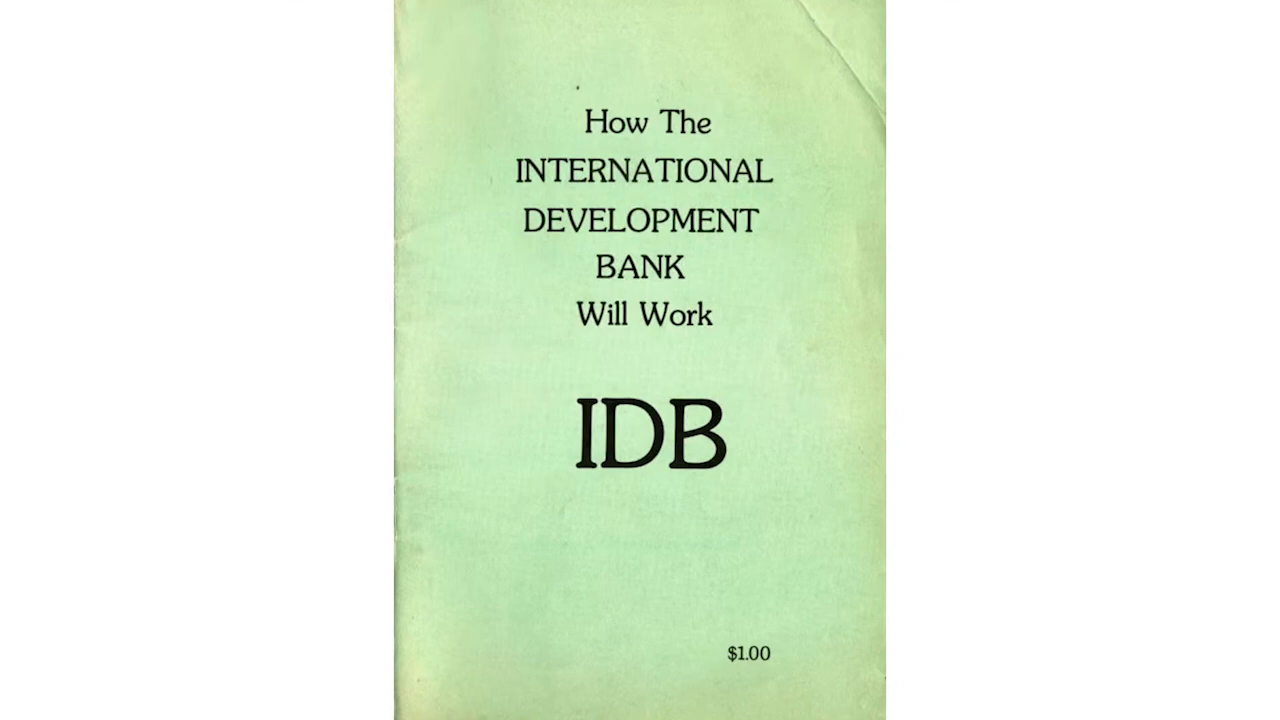 How The
INTERNATIONAL
DEVELOPMENT
BANK
Will Work
IDB
$1.00